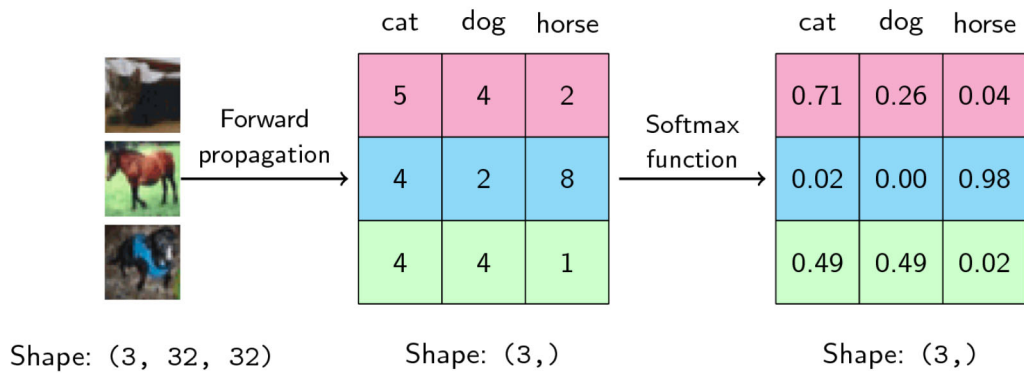 cat dog horse
5 4 2
4 2 8
4 4 1
Forward
propagation
Softmax
function
cat dog horse
0.71 0.26 0.04
0.02 0.00 0.98
0.49 0.49 0.02
Shape: (3, 32, 32)
Shape: (3,)
Shape: (3,)